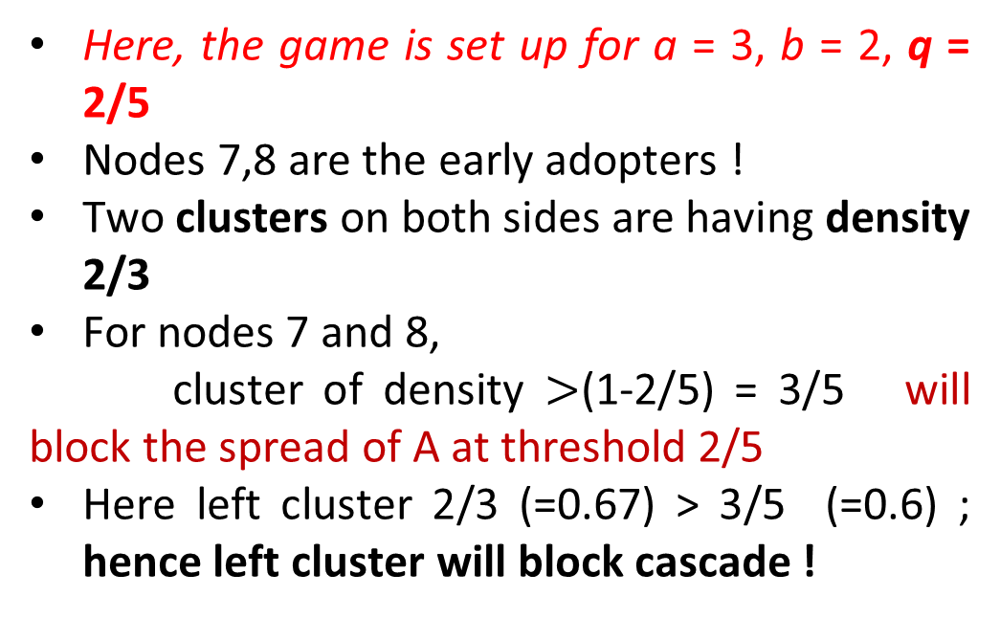 • Here, the game is set up for a = 3, b = 2, q =
2/5
• Nodes 7,8 are the early adopters !
• Two clusters on both sides are having density
2/3
• For nodes 7 and 8,
cluster of density >(1-2/5) = 3/5 will
block the spread of A at threshold 2/5
• Here left cluster 2/3 (=0.67) > 3/5 (=0.6) ;
hence left cluster will block cascade !